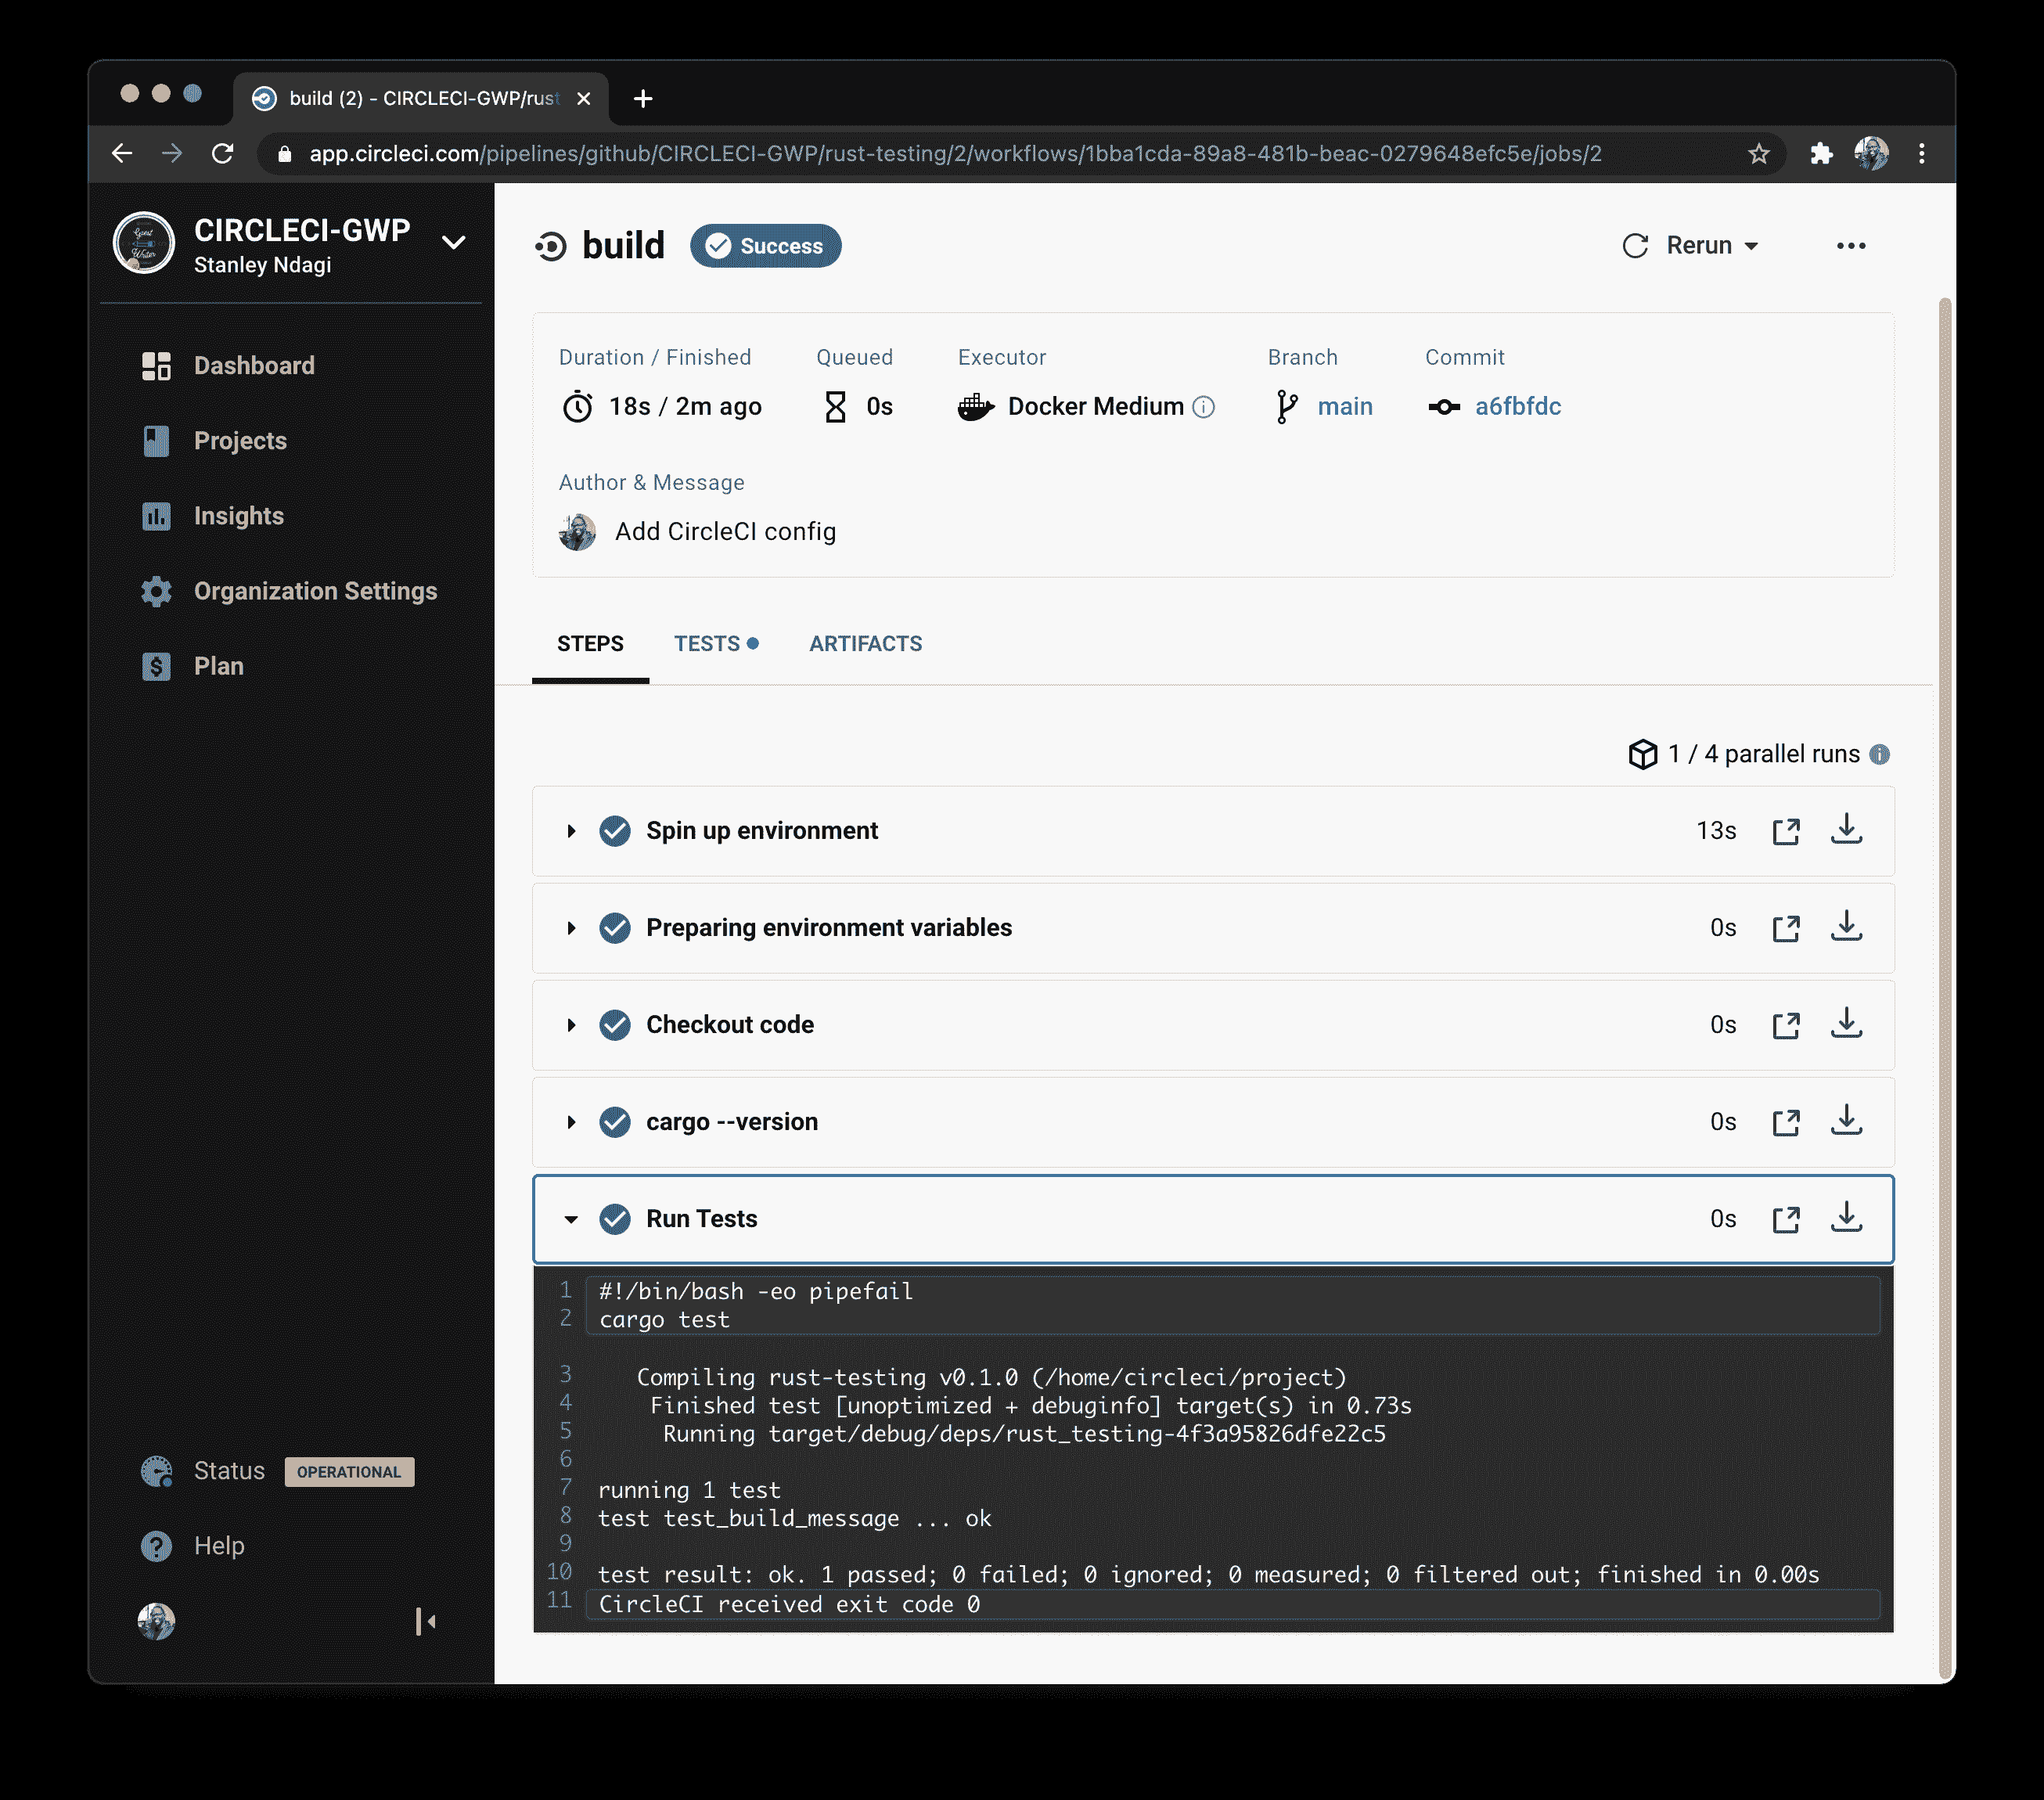 build (2) - CIRCLECI-GWP/rust
app.circleci.com/pipelines/github/CIRCLECI-GWP/rust-testing/2/workflows/1bba1cda-89a8-481b-beac-0279648efc5e/jobs/2
Guest
Writer
CIRCLECI-GWP
Stanley Ndagi
Dashboard
Projects
Insights
Organization Settings
Plan
Status OPERATIONAL
Help
build Success
Rerun
Duration / Finished Queued Executor Branch Commit
18s / 2m ago 0s Docker Medium main a6fbfdc
Author & Message
Add CircleCI config
STEPS TESTS ARTIFACTS
1 / 4 parallel runs
Spin up environment 13s
Preparing environment variables 0s
Checkout code 0s
cargo --version 0s
Run Tests 0s
1 #!/bin/bash -eo pipefail
2 cargo test
3 Compiling rust-testing v0.1.0 (/home/circleci/project)
4 Finished test [unoptimized + debuginfo] target(s) in 0.73s
5 Running target/debug/deps/rust_testing-4f3a95826dfe22c5
6
7 running 1 test
8 test test_build_message ... ok
9
10 test result: ok. 1 passed; 0 failed; 0 ignored; 0 measured; 0 filtered out; finished in 0.00s
11 CircleCI received exit code 0